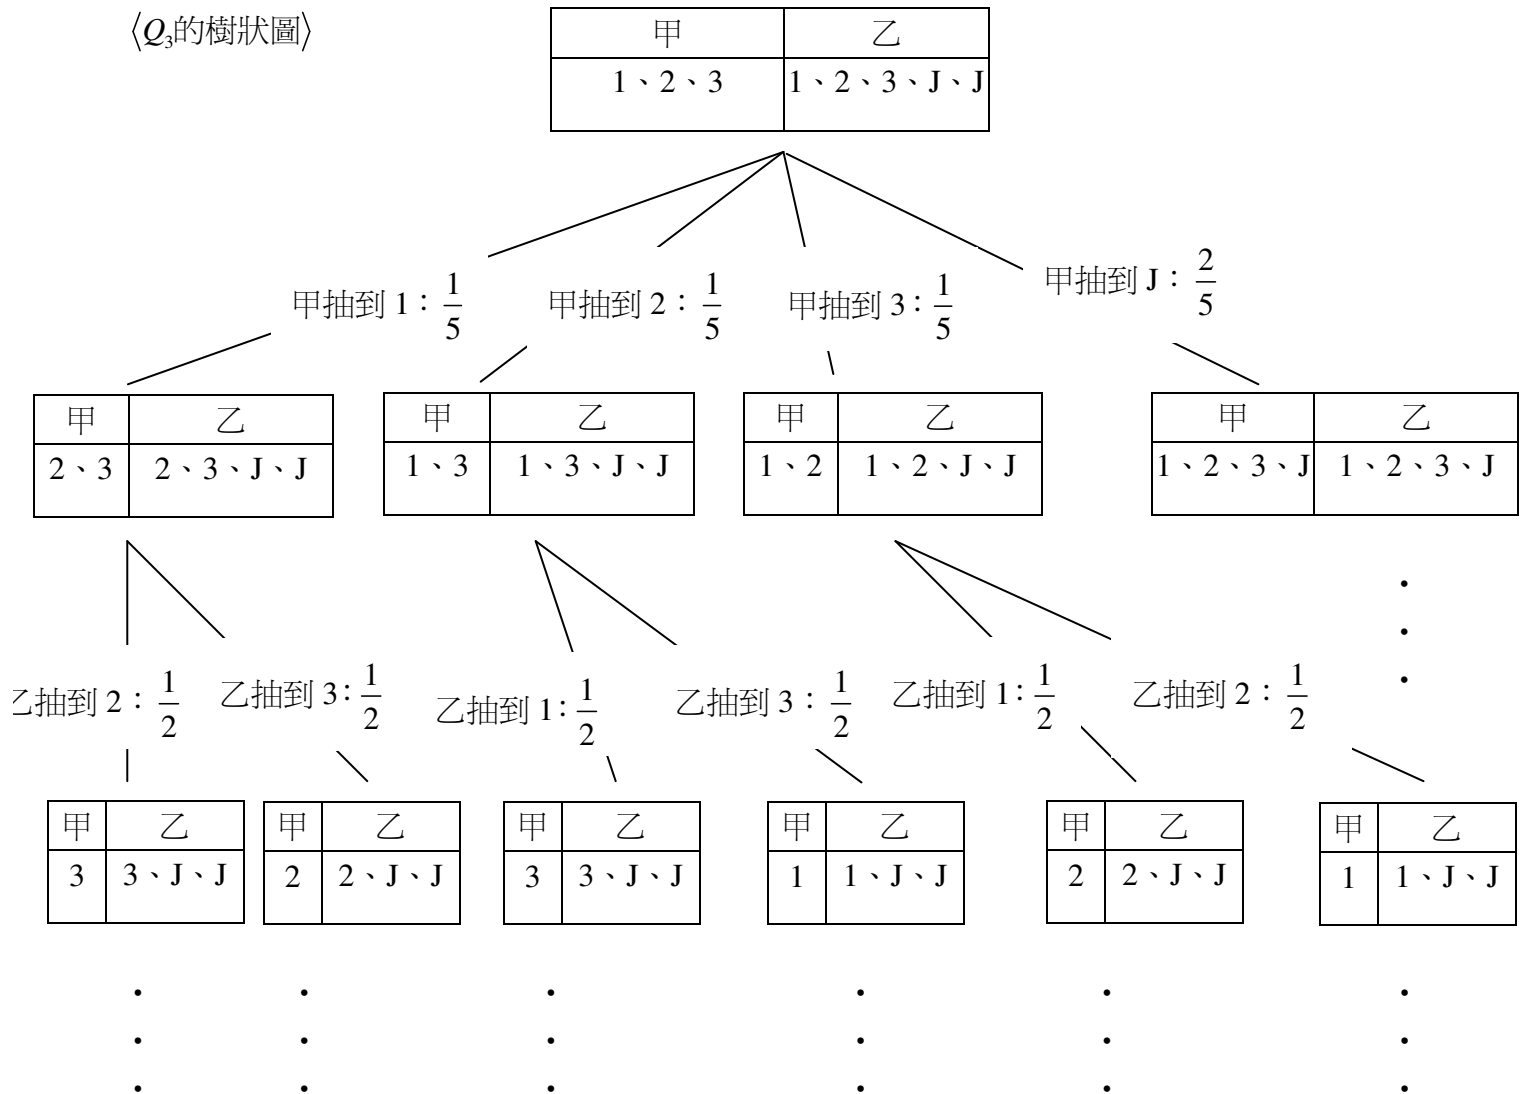 〈Q₃的樹狀圖〉
甲 乙
1、2、3 1、2、3、J、J
甲抽到 1：1/5 甲抽到 2：1/5 甲抽到 3：1/5 甲抽到 J：2/5
甲 乙 甲 乙 甲 乙 甲 乙
2、3 2、3、J、J 1、3 1、3、J、J 1、2 1、2、J、J 1、2、3、J 1、2、3、J
乙抽到 2：1/2 乙抽到 3：1/2 乙抽到 1：1/2 乙抽到 3：1/2 乙抽到 1：1/2 乙抽到 2：1/2
甲 乙 甲 乙 甲 乙 甲 乙 甲 乙 甲 乙
3 3、J、J 2 2、J、J 3 3、J、J 1 1、J、J 2 2、J、J 1 1、J、J